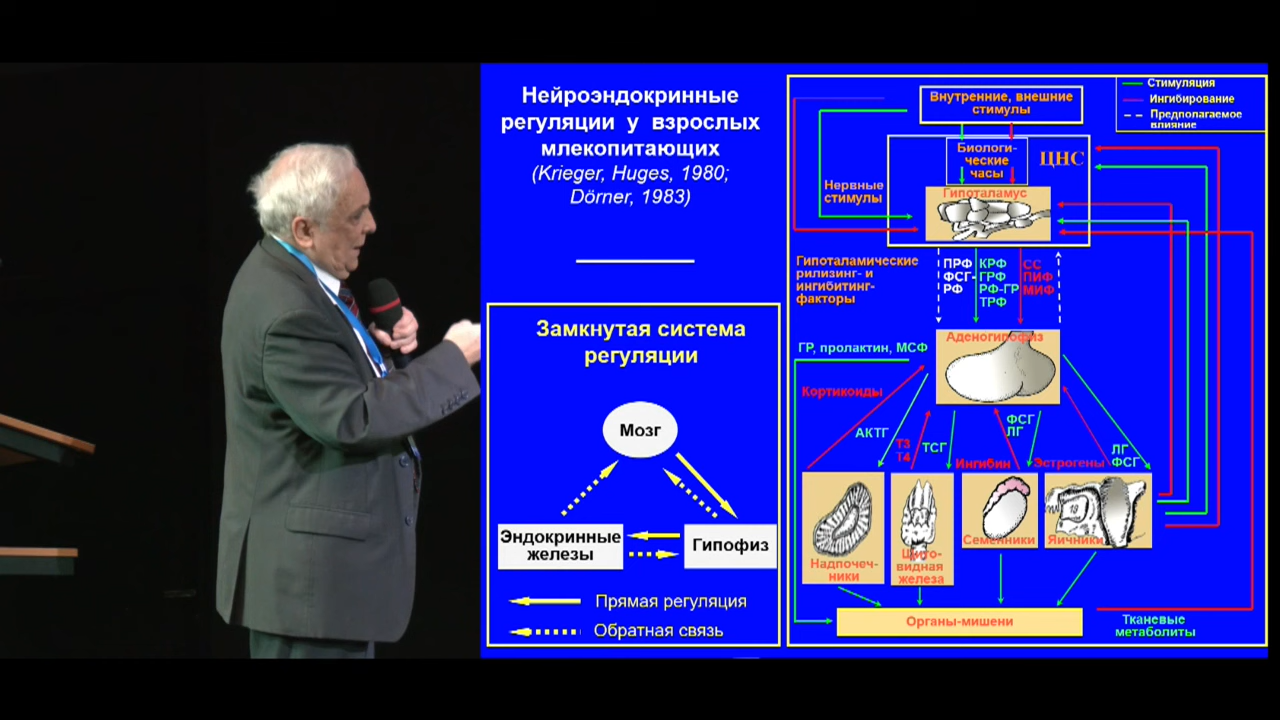 Нейроэндокринные
регуляции у взрослых
млекопитающих
(Krieger, Huges, 1980;
Dörner, 1983)
Замкнутая система
регуляции
Мозг
Эндокринные
железы
Гипофиз
Прямая регуляция
Обратная связь
Стимуляция
Ингибирование
Предполагаемое
влияние
Внутренние, внешние
стимулы
Биологи-
ческие
часы
ЦНС
Нервные
стимулы
Гипоталамус
Гипоталамические
рилизинг- и
ингибитинг-
факторы
ПРФ
ФСГ-
РФ
КРФ
ГРФ
РФ-ГР
ТРФ
СС
ПИФ
МИФ
Аденогипофиз
ГР, пролактин, МСФ
Кортикоиды
АКТГ
Т3
Т4
ТСГ
ФСГ
ЛГ
Ингибин
Эстрогены
ЛГ
ФСГ
Надпочеч-
ники
Щито-
видная
железа
Семенники
Яичники
Органы-мишени
Тканевые
метаболиты